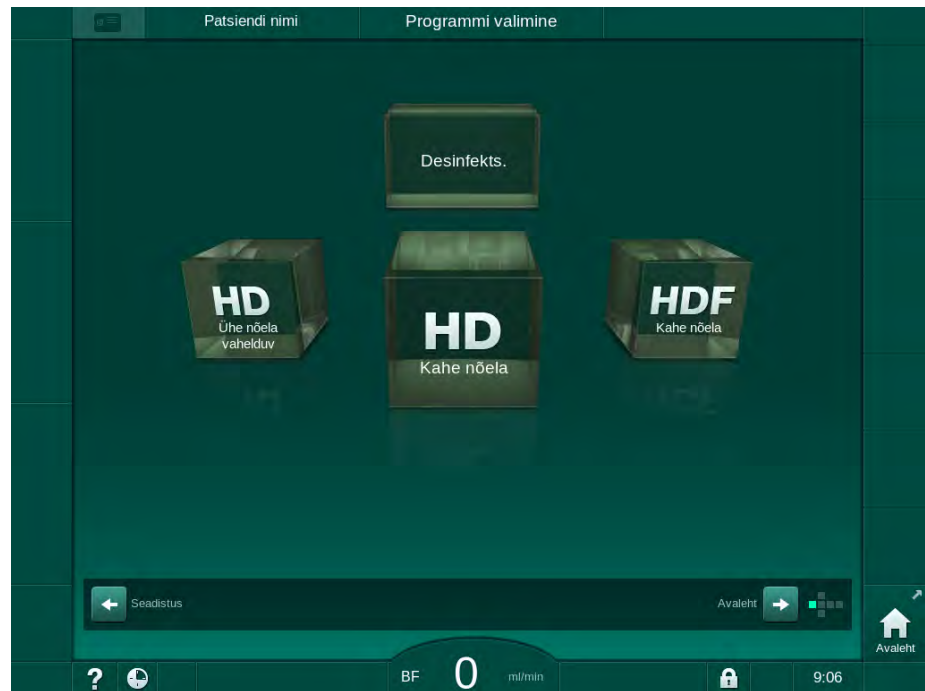 Patsiendi nimi
Programmi valimine
Desinfekts.
HD
Ühe nõela
vahelduv
HD
Kahe nõela
HDF
Kahe nõela
Seadistus
Avaleht
Avaleht
?
BF 0 ml/min
9:06